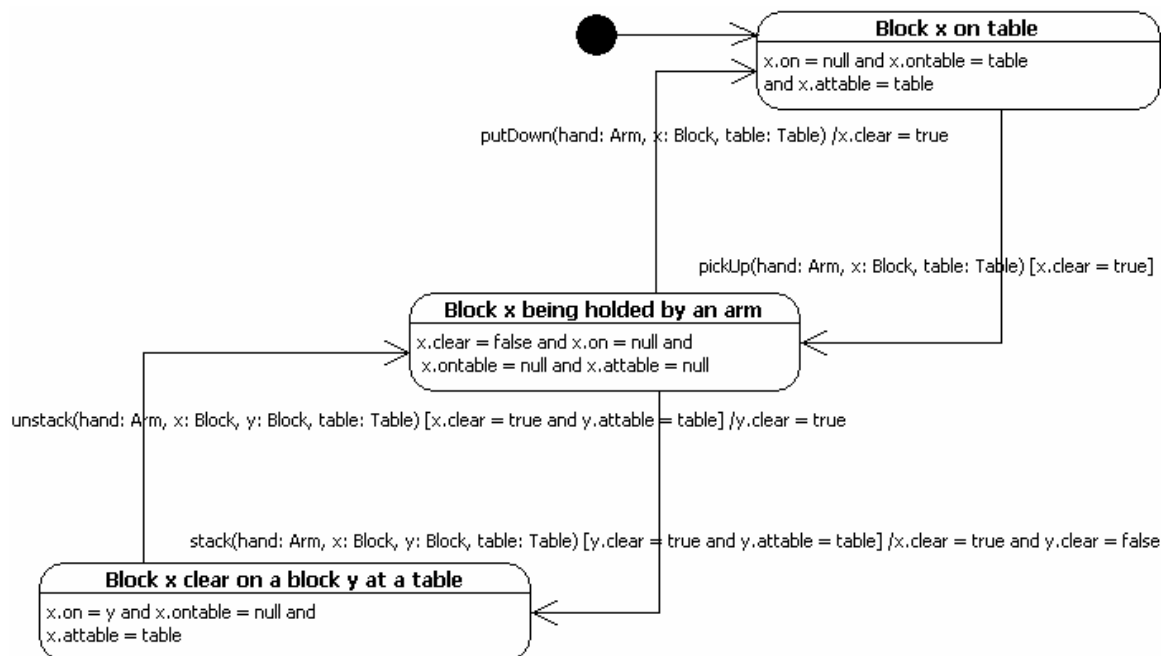 Block x on table
x.on = null and x.ontable = table
and x.attable = table
putDown(hand: Arm, x: Block, table: Table) /x.clear = true
pickUp(hand: Arm, x: Block, table: Table) [x.clear = true]
Block x being holded by an arm
x.clear = false and x.on = null and
x.ontable = null and x.attable = null
unstack(hand: Arm, x: Block, y: Block, table: Table) [x.clear = true and y.attable = table] /y.clear = true
stack(hand: Arm, x: Block, y: Block, table: Table) [y.clear = true and y.attable = table] /x.clear = true and y.clear = false
Block x clear on a block y at a table
x.on = y and x.ontable = null and
x.attable = table